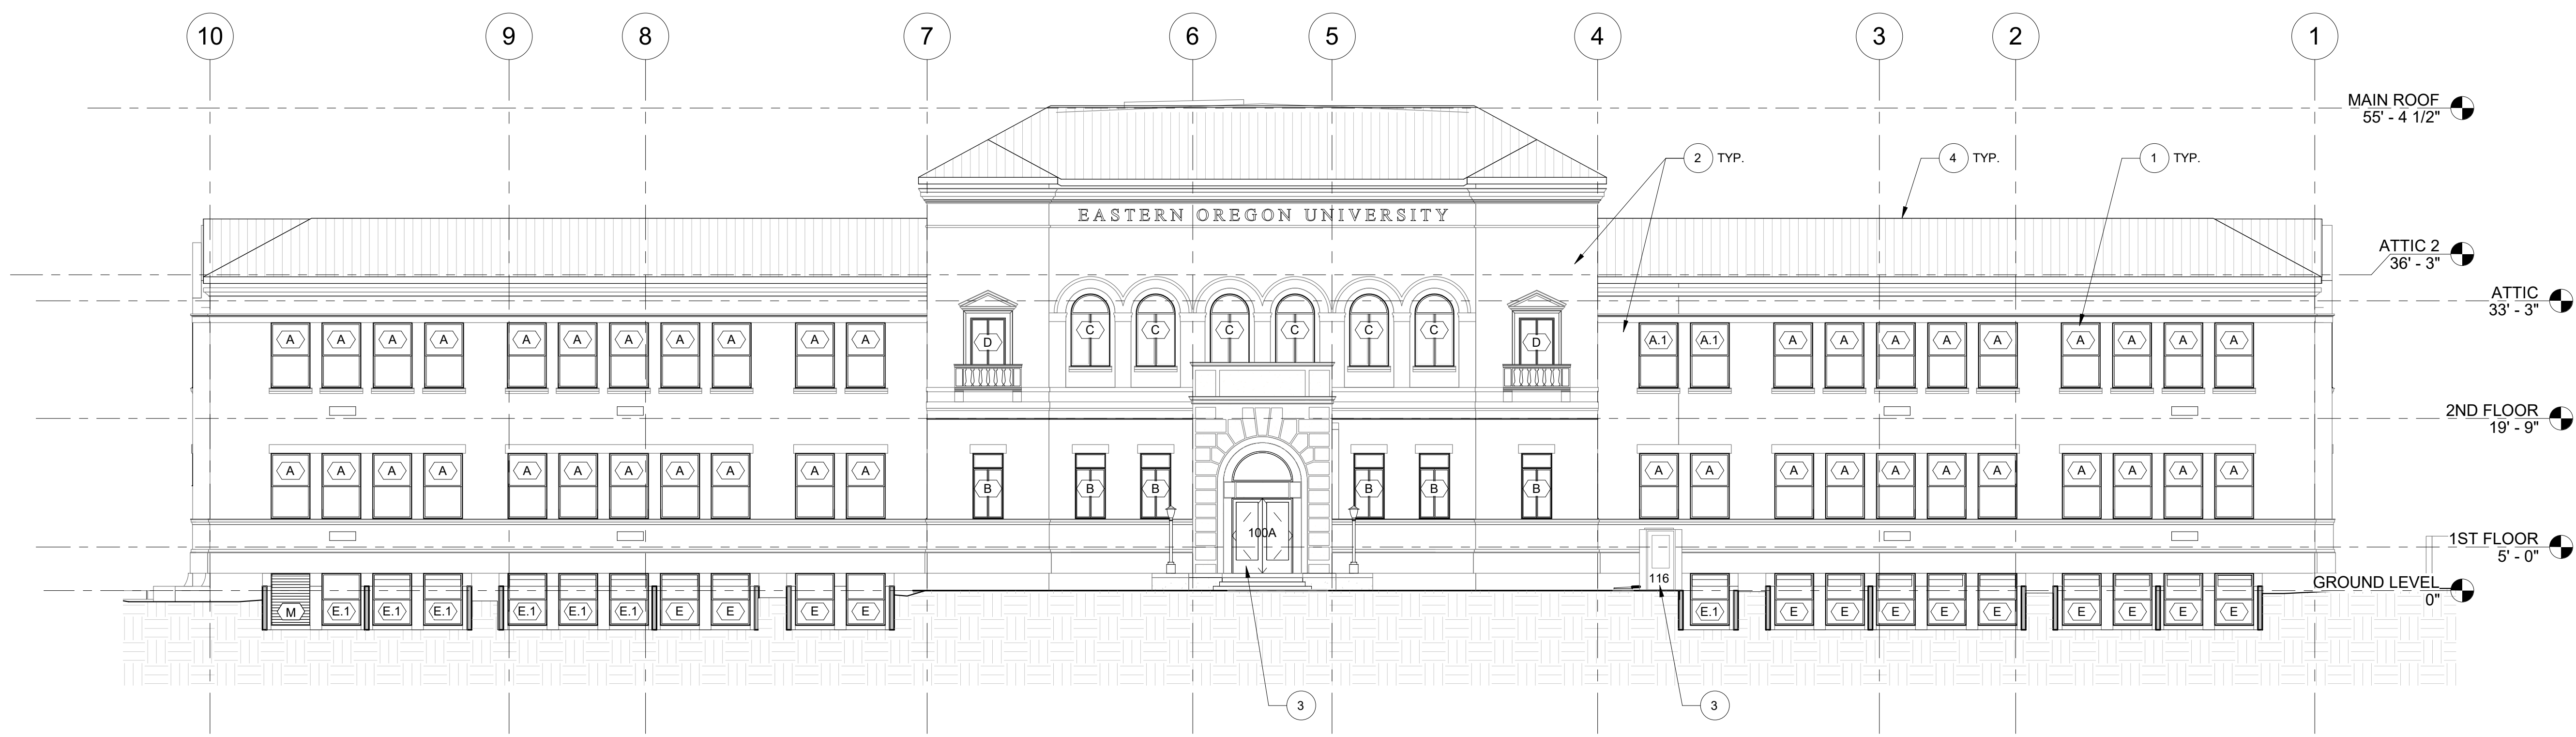 10 9 8 7 6 5 4 3 2 1
MAIN ROOF
55' - 4 1/2"
2 TYP. 4 TYP. 1 TYP.
EASTERN OREGON UNIVERSITY
ATTIC 2
36' - 3"
ATTIC
33' - 3"
C C C C C C
A A A A A A A A A A A D D A.1 A.1 A A A A A A A A A
2ND FLOOR
19' - 9"
A A A A A A A A A A A A A A A A A A A A A A
B B B B B B
100A
1ST FLOOR
5' - 0"
116
GROUND LEVEL
0"
M E.1 E.1 E.1 E.1 E.1 E.1 E E E E E.1 E E E E E E E E E
3 3